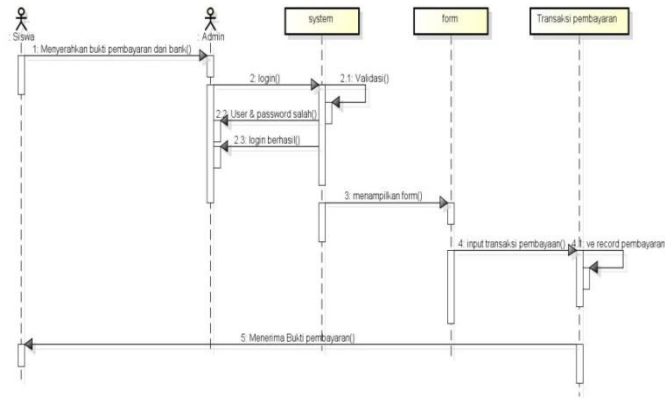 system
form
Transaksi pembayaran
: Siswa
: Admin
1: Menyerahkan bukti pembayaran dari bank()
2: login()
2.1: Validasi()
2.2: User & password salah()
2.3: login berhasil()
3: menampilkan form()
4: input transaksi pembayaan()
ve record pembayaran
5: Menerima Bukti pembayaran()